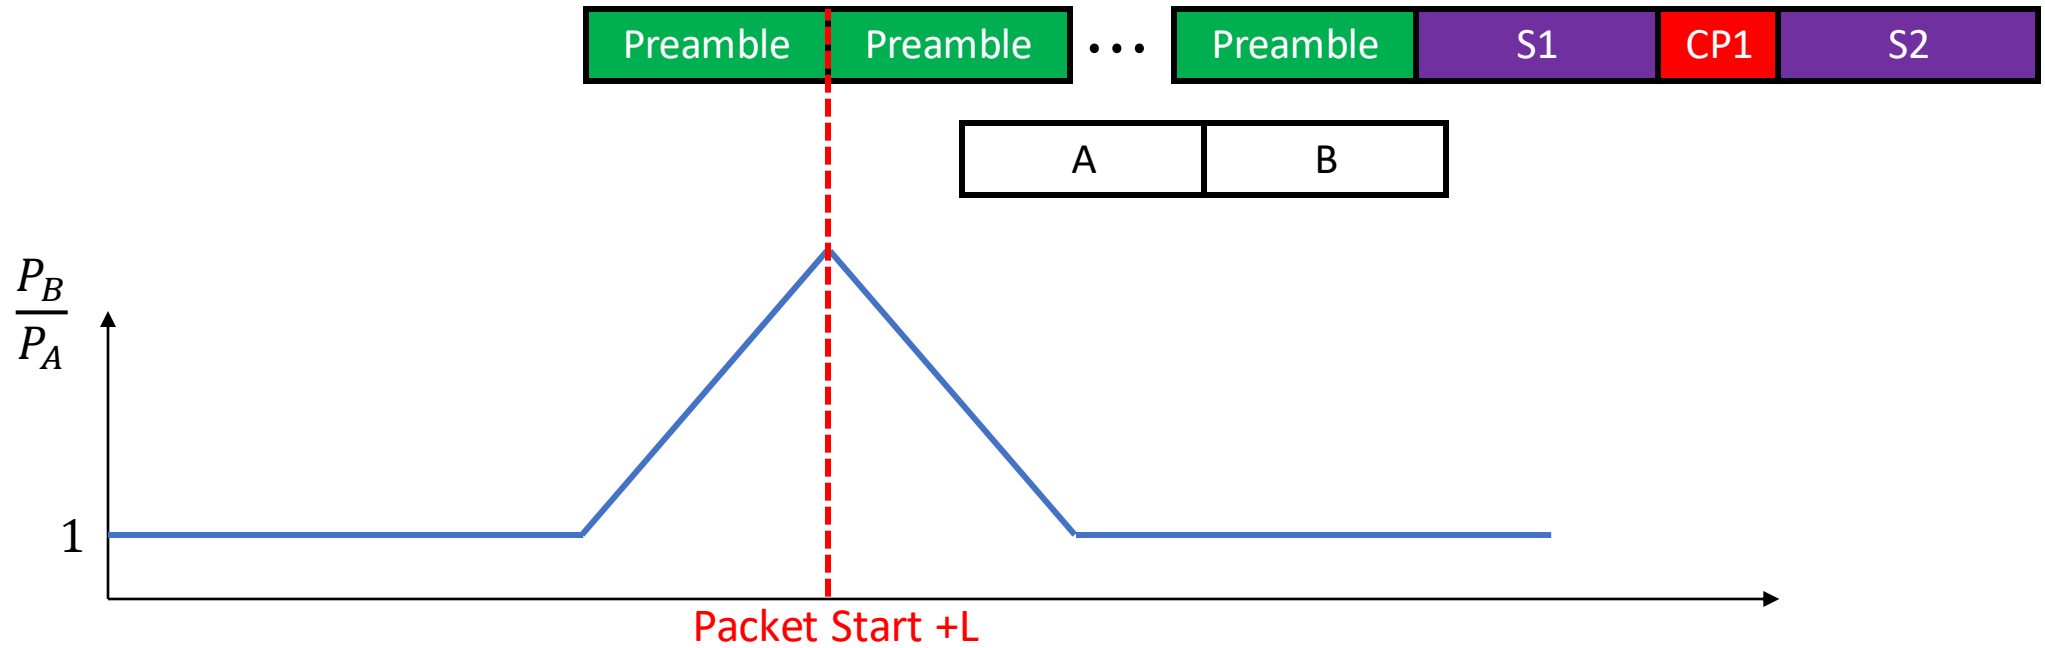 Preamble Preamble ... Preamble S1 CP1 S2
A B
P_B
P_A
1
Packet Start +L